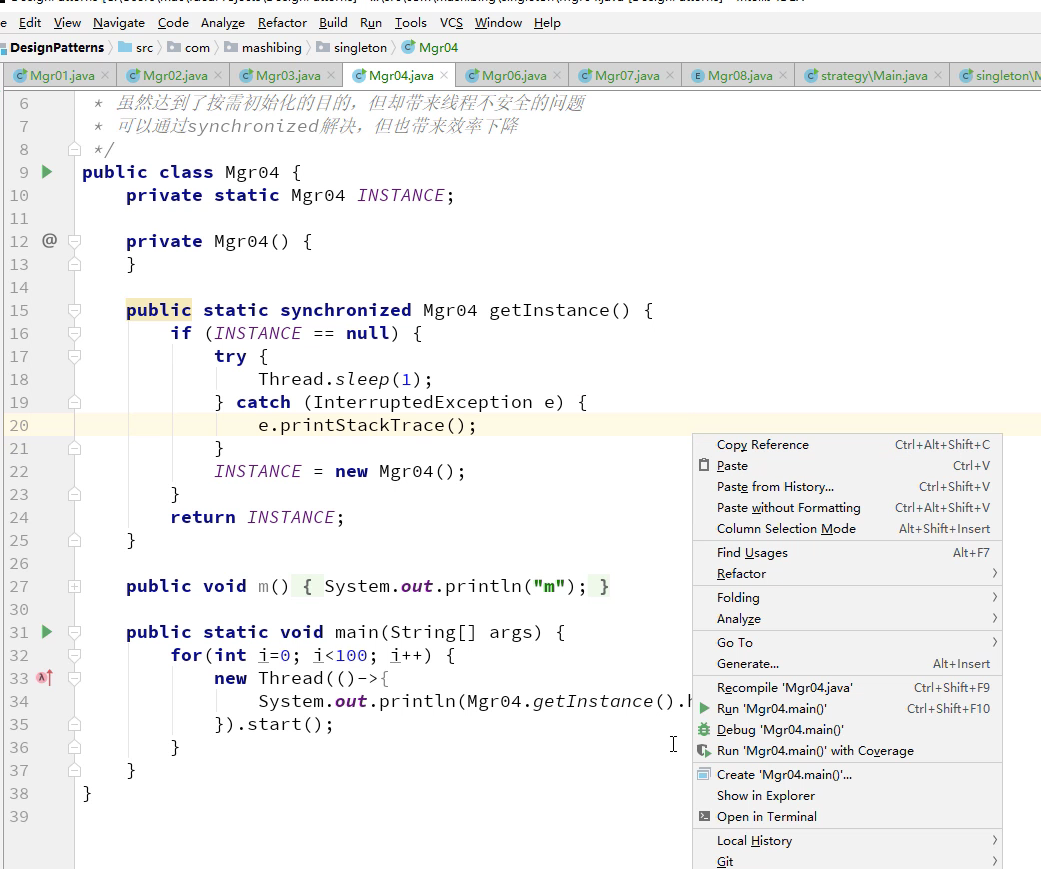 Edit View Navigate Code Analyze Refactor Build Run Tools VCS Window Help
DesignPatterns src com mashibing singleton Mgr04
Mgr01.java Mgr02.java Mgr03.java Mgr04.java Mgr06.java Mgr07.java Mgr08.java strategy\Main.java singleton\M
6 * 虽然达到了按需初始化的目的，但却带来线程不安全的问题
7 * 可以通过synchronized解决，但也带来效率下降
8 */
9 public class Mgr04 {
10 private static Mgr04 INSTANCE;
11
12 @ private Mgr04() {
13 }
14
15 public static synchronized Mgr04 getInstance() {
16 if (INSTANCE == null) {
17 try {
18 Thread.sleep(1);
19 } catch (InterruptedException e) {
20 e.printStackTrace();
21 }
22 INSTANCE = new Mgr04();
23 }
24 return INSTANCE;
25 }
26
27 public void m() { System.out.println("m"); }
30
31 public static void main(String[] args) {
32 for(int i=0; i<100; i++) {
33 new Thread(()->{
34 System.out.println(Mgr04.getInstance().h
35 }).start();
36 }
37 }
38 }
39
Copy Reference Ctrl+Alt+Shift+C
Paste Ctrl+V
Paste from History... Ctrl+Shift+V
Paste without Formatting Ctrl+Alt+Shift+V
Column Selection Mode Alt+Shift+Insert
Find Usages Alt+F7
Refactor
Folding
Analyze
Go To
Generate... Alt+Insert
Recompile 'Mgr04.java' Ctrl+Shift+F9
Run 'Mgr04.main()' Ctrl+Shift+F10
Debug 'Mgr04.main()'
Run 'Mgr04.main()' with Coverage
Create 'Mgr04.main()'...
Show in Explorer
Open in Terminal
Local History
Git